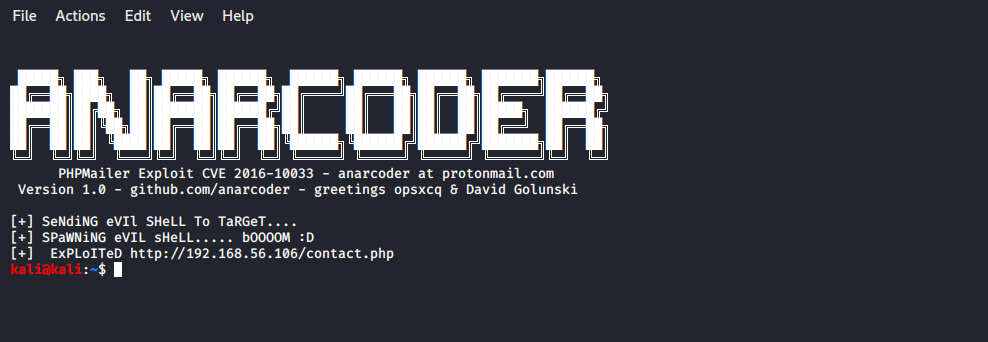 File Actions Edit View Help
ANARCODER
PHPMailer Exploit CVE 2016-10033 - anarcoder at protonmail.com
Version 1.0 - github.com/anarcoder - greetings opsxcq & David Golunski
[+] SeNdiNG eVIl SHeLL To TaRGeT....
[+] SPaWNiNG eVIL sHeLL..... bOOOOM :D
[+]  ExPLoITeD http://192.168.56.106/contact.php
kali@kali:~$